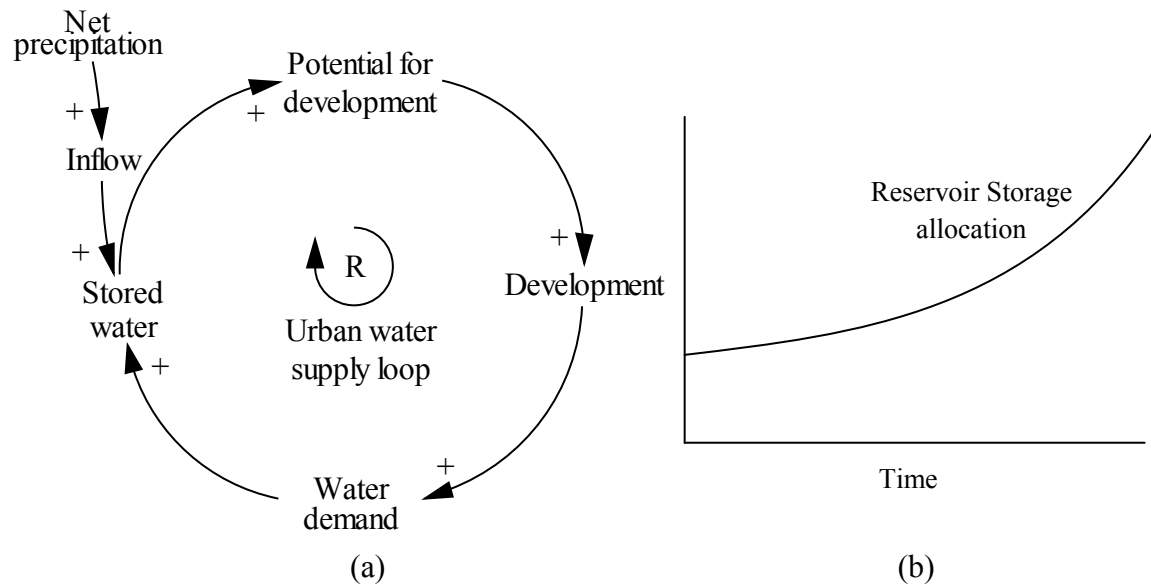 Net
precipitation
+
Inflow
+
Stored
water
+
Potential for
development
+
Development
+
Water
demand
+
R
Urban water
supply loop
(a)
Reservoir Storage
allocation
Time
(b)